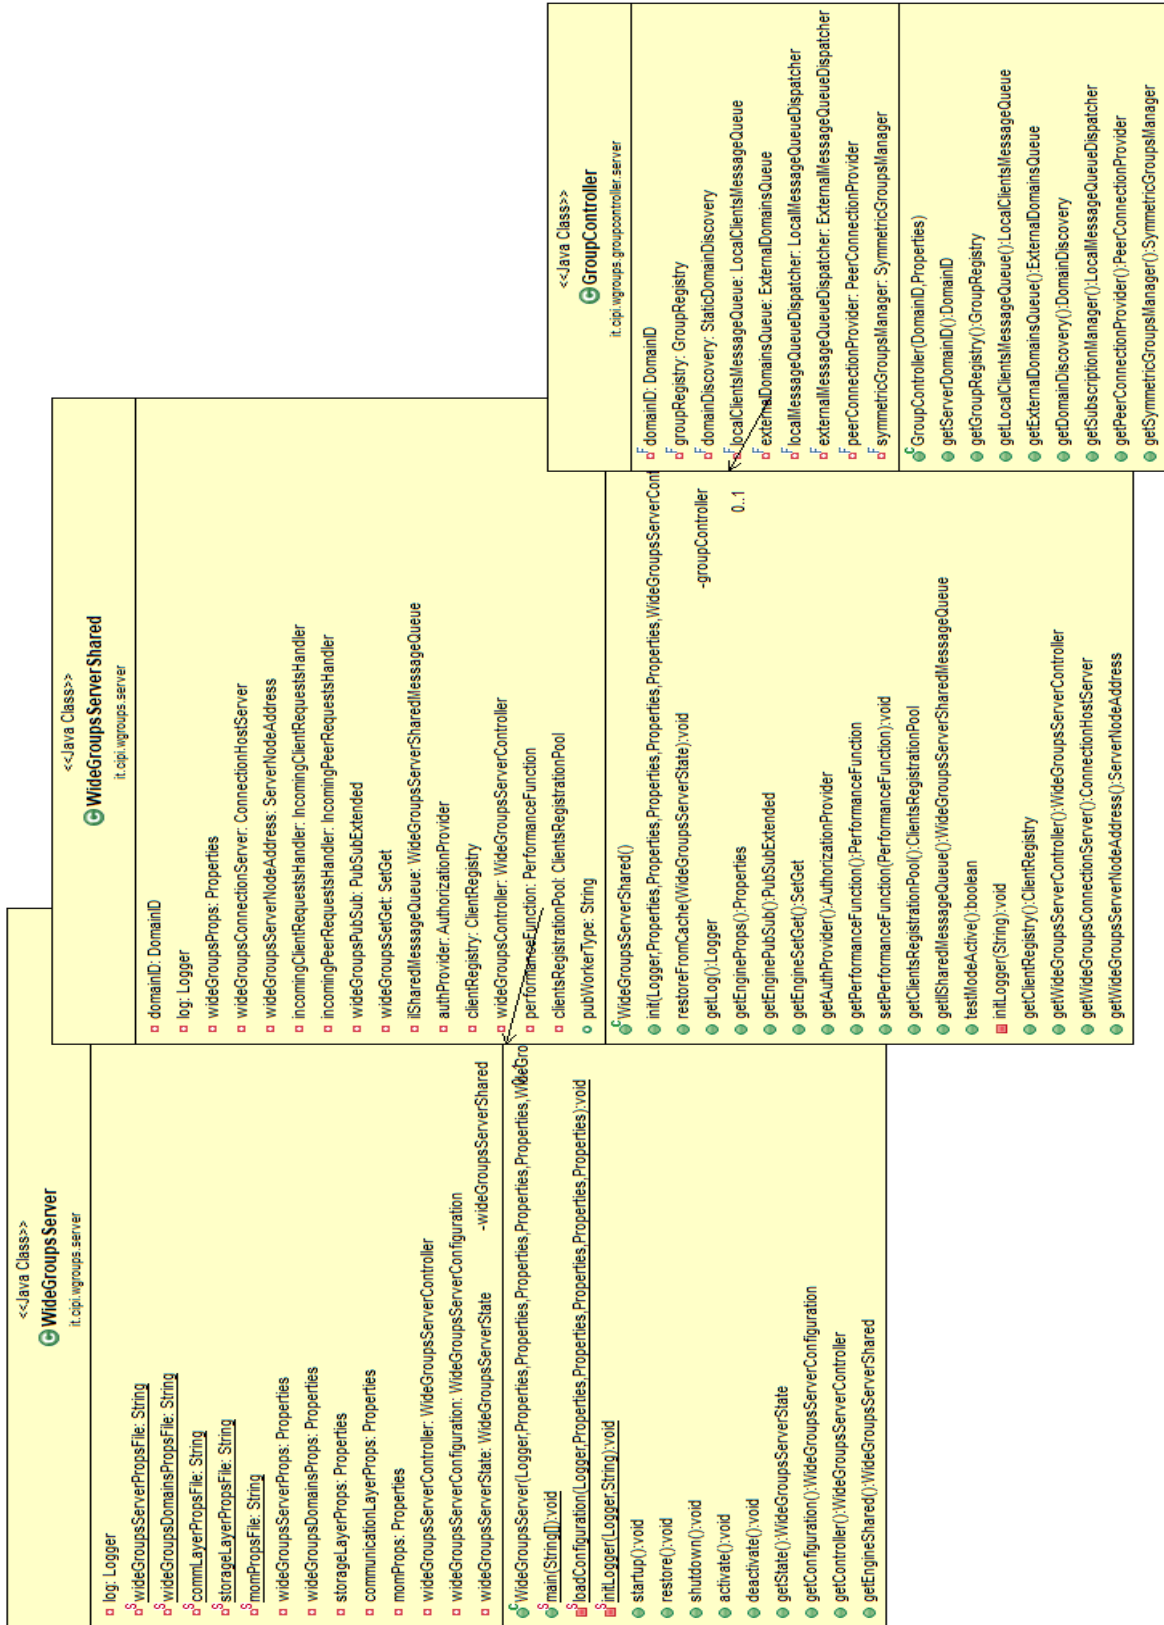 <<Java Class>>
WideGroupsServer
it.cipi.wgroups.server
log: Logger
wideGroupsServerPropsFile: String
wideGroupsDomainsPropsFile: String
commLayerPropsFile: String
storageLayerPropsFile: String
momPropsFile: String
wideGroupsServerProps: Properties
wideGroupsDomainsProps: Properties
storageLayerProps: Properties
communicationLayerProps: Properties
momProps: Properties
wideGroupsServerController: WideGroupsServerController
wideGroupsServerConfiguration: WideGroupsServerConfiguration
wideGroupsServerState: WideGroupsServerState
-wideGroupsServerShared
WideGroupsServer(Logger,Properties,Properties,Properties,Properties,Properties,WideGro
main(String[]):void
loadConfiguration(Logger,Properties,Properties,Properties,Properties,Properties):void
initLogger(Logger,String):void
startup():void
restore():void
shutdown():void
activate():void
deactivate():void
getState():WideGroupsServerState
getConfiguration():WideGroupsServerConfiguration
getController():WideGroupsServerController
getEngineShared():WideGroupsServerShared
<<Java Class>>
WideGroupsServerShared
it.cipi.wgroups.server
domainID: DomainID
log: Logger
wideGroupsProps: Properties
wideGroupsConnectionServer: ConnectionHostServer
wideGroupsServerNodeAddress: ServerNodeAddress
incomingClientRequestsHandler: IncomingClientRequestsHandler
incomingPeerRequestsHandler: IncomingPeerRequestsHandler
wideGroupsPubSub: PubSubExtended
wideGroupsSetGet: SetGet
ilSharedMessageQueue: WideGroupsServerSharedMessageQueue
authProvider: AuthorizationProvider
clientRegistry: ClientRegistry
wideGroupsController: WideGroupsServerController
performanceFunction: PerformanceFunction
clientsRegistrationPool: ClientsRegistrationPool
pubWorkerType: String
WideGroupsServerShared()
init(Logger,Properties,Properties,Properties,Properties,WideGroupsServerConf
restoreFromCache(WideGroupsServerState):void
getLog():Logger
getEngineProps():Properties
getEnginePubSub():PubSubExtended
getEngineSetGet():SetGet
getAuthProvider():AuthorizationProvider
getPerformanceFunction():PerformanceFunction
setPerformanceFunction(PerformanceFunction):void
getClientsRegistrationPool():ClientsRegistrationPool
getIlSharedMessageQueue():WideGroupsServerSharedMessageQueue
testModeActive():boolean
initLogger(String):void
getClientRegistry():ClientRegistry
getWideGroupsServerController():WideGroupsServerController
getWideGroupsConnectionServer():ConnectionHostServer
getWideGroupsServerNodeAddress():ServerNodeAddress
-groupController
0..1
<<Java Class>>
GroupController
it.cipi.wgroups.groupcontroller.server
domainID: DomainID
groupRegistry: GroupRegistry
domainDiscovery: StaticDomainDiscovery
localClientsMessageQueue: LocalClientsMessageQueue
externalDomainsQueue: ExternalDomainsQueue
localMessageQueueDispatcher: LocalMessageQueueDispatcher
externalMessageQueueDispatcher: ExternalMessageQueueDispatcher
peerConnectionProvider: PeerConnectionProvider
symmetricGroupsManager: SymmetricGroupsManager
GroupController(DomainID,Properties)
getServerDomainID():DomainID
getGroupRegistry():GroupRegistry
getLocalClientsMessageQueue():LocalClientsMessageQueue
getExternalDomainsQueue():ExternalDomainsQueue
getDomainDiscovery():DomainDiscovery
getSubscriptionManager():LocalMessageQueueDispatcher
getPeerConnectionProvider():PeerConnectionProvider
getSymmetricGroupsManager():SymmetricGroupsManager